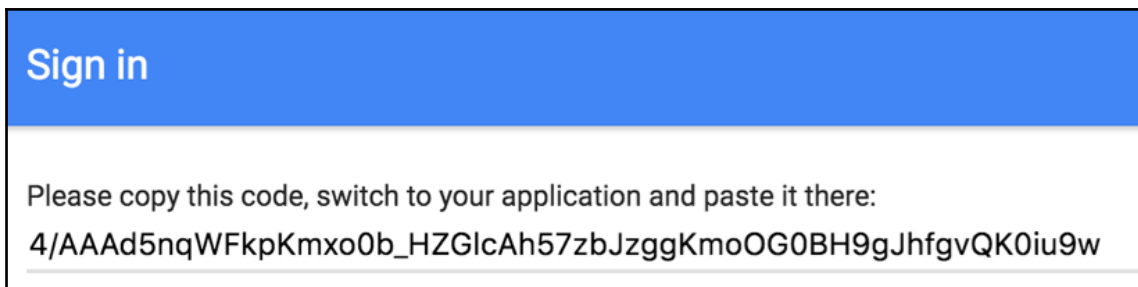 Sign in
Please copy this code, switch to your application and paste it there:
4/AAAd5nqWFkpKmxo0b_HZGlcAh57zbJzggKmoOG0BH9gJhfgvQK0iu9w